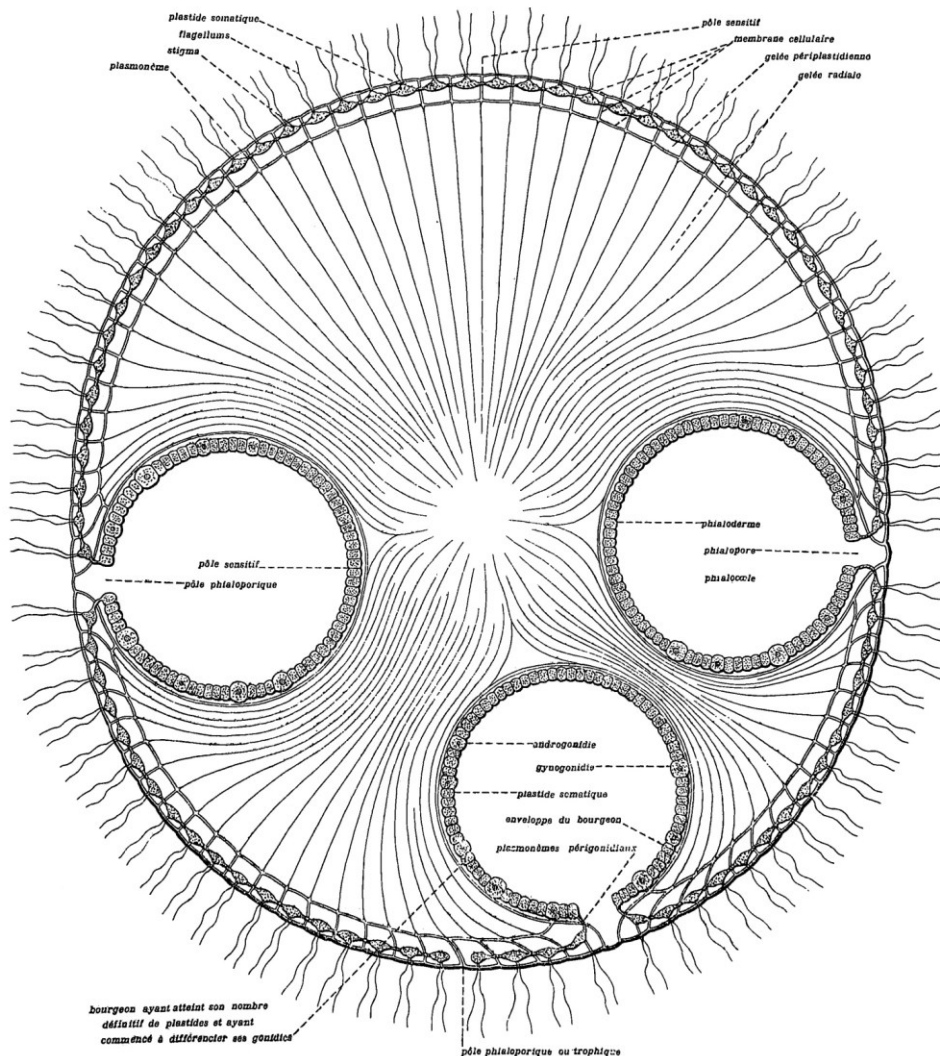 plastide somatique
flagellums
stigma
plasmonème
pôle sensitif
membrane cellulaire
gelée périplastidienne
gelée radiale
phialoderme
phialopore
phialocœle
pôle sensitif
pôle phialoporique
androgonidie
gynogonidie
plastide somatique
enveloppe du bourgeon
plazmonèmes périgonidiaux
bourgeon ayant atteint son nombre
définitif de plastides et ayant
commencé à différencier ses gonidies
pôle phialoporique ou trophique